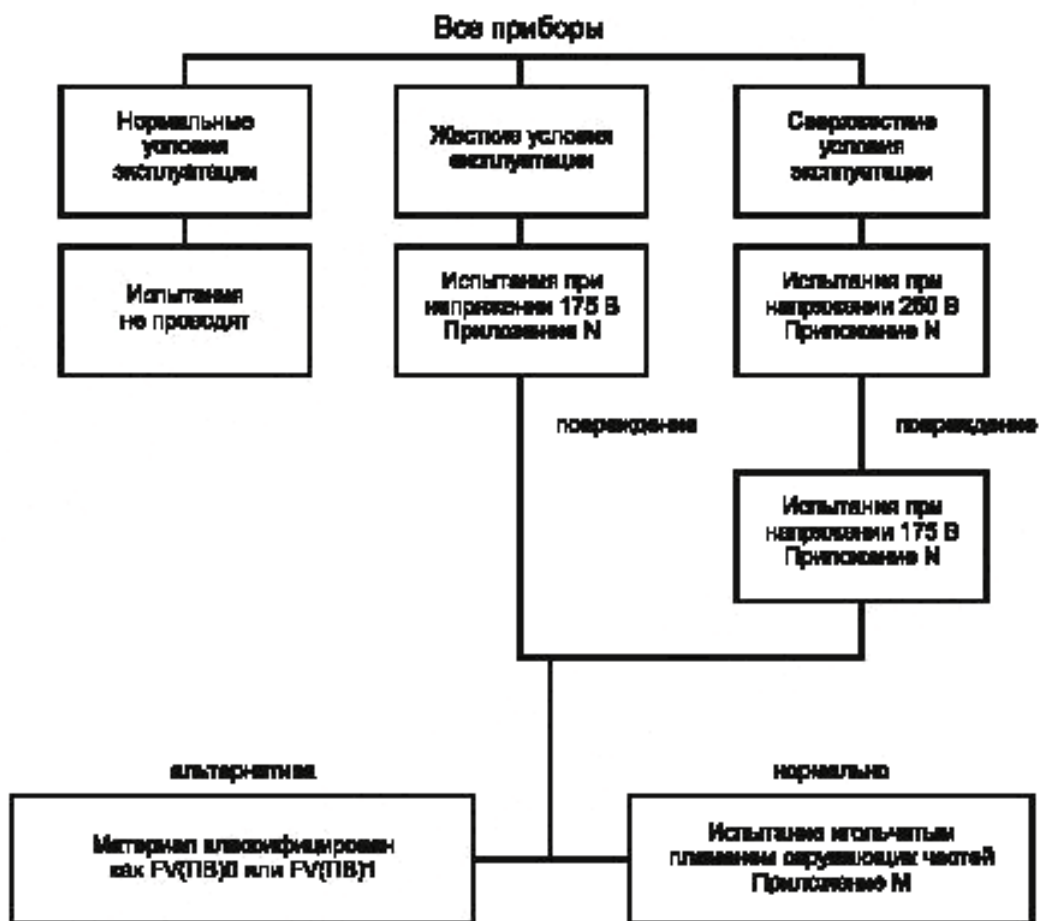 Все приборы
Нормальные
условия
эксплуатации
Жесткие условия
эксплуатации
Сверхжесткие
условия
эксплуатации
Испытания
не проводят
Испытания при
напряжении 175 В
Приложение N
Испытания при
напряжении 250 В
Приложение N
повреждение
повреждение
Испытания при
напряжении 175 В
Приложение N
альтернатива
нормально
Материал классифицирован
как FV(ПВ)0 или FV(ПВ)1
Испытание игольчатым
пламенем окружающих частей
Приложение М